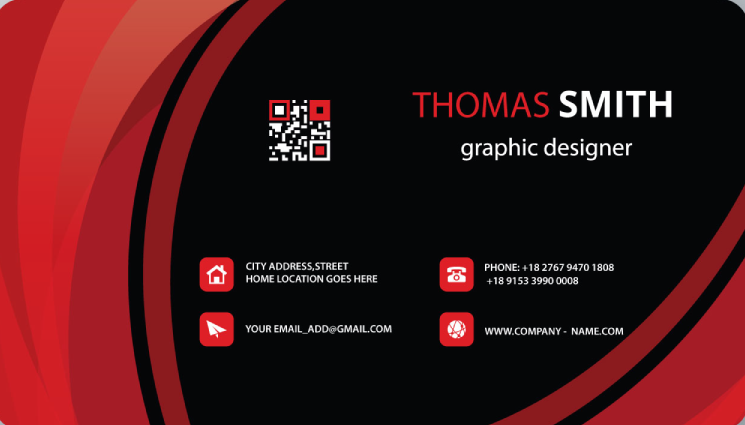 THOMAS SMITH
graphic designer
CITY ADDRESS,STREET
HOME LOCATION GOES HERE
PHONE: +18 2767 9470 1808
+18 9153 3990 0008
YOUR EMAIL_ADD@GMAIL.COM
WWW.COMPANY - NAME.COM